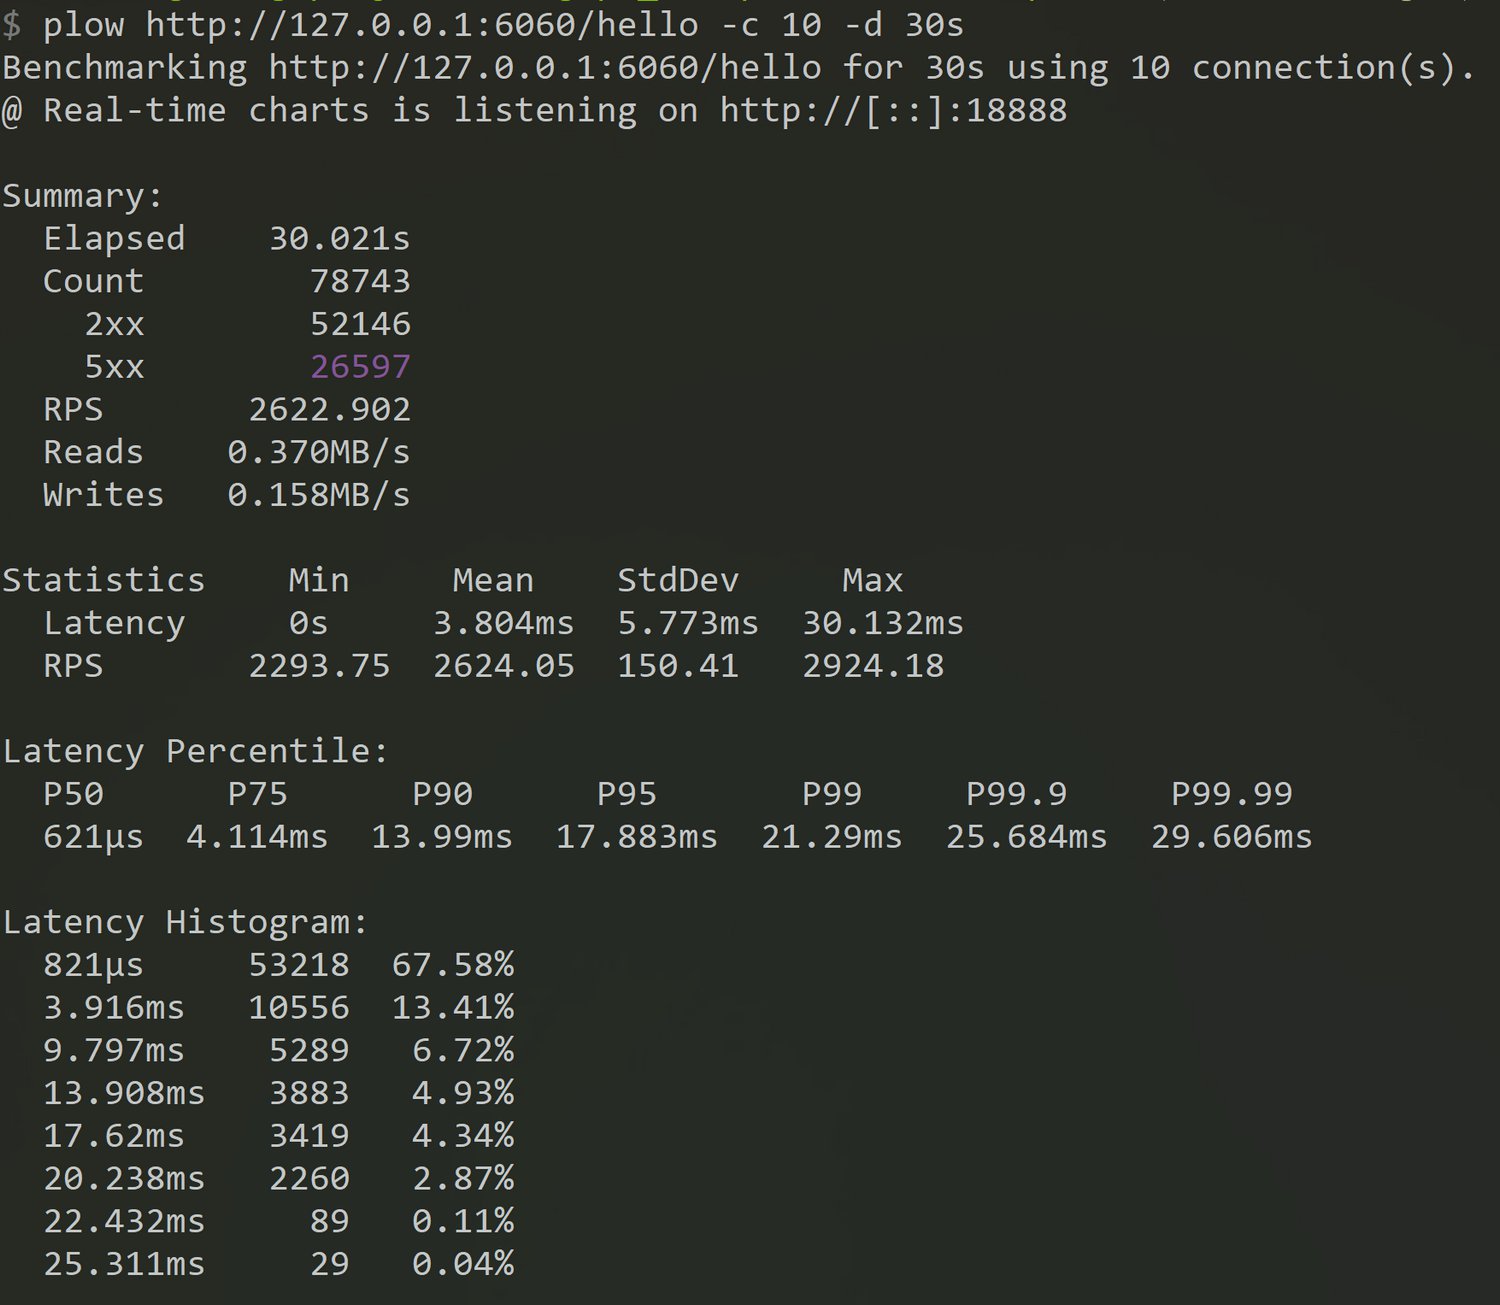 $ plow http://127.0.0.1:6060/hello -c 10 -d 30s
Benchmarking http://127.0.0.1:6060/hello for 30s using 10 connection(s).
@ Real-time charts is listening on http://[::]:18888
Summary:
Elapsed 30.021s
Count 78743
2xx 52146
5xx 26597
RPS 2622.902
Reads 0.370MB/s
Writes 0.158MB/s
Statistics Min Mean StdDev Max
Latency 0s 3.804ms 5.773ms 30.132ms
RPS 2293.75 2624.05 150.41 2924.18
Latency Percentile:
P50 P75 P90 P95 P99 P99.9 P99.99
621µs 4.114ms 13.99ms 17.883ms 21.29ms 25.684ms 29.606ms
Latency Histogram:
821µs 53218 67.58%
3.916ms 10556 13.41%
9.797ms 5289 6.72%
13.908ms 3883 4.93%
17.62ms 3419 4.34%
20.238ms 2260 2.87%
22.432ms 89 0.11%
25.311ms 29 0.04%